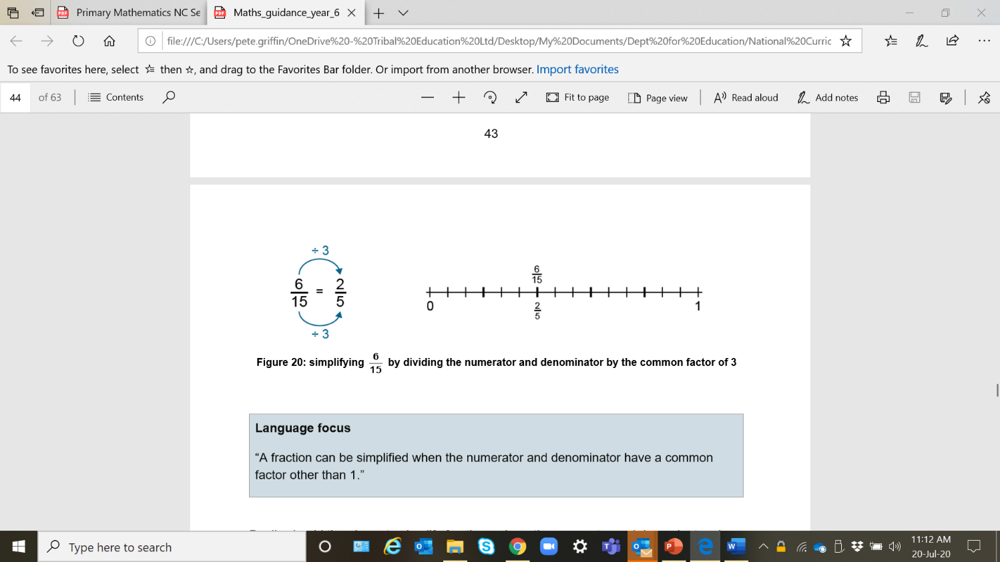 Primary Mathematics NC Se
Maths_guidance_year_6
file:///C:/Users/pete.griffin/OneDrive%20-%20Tribal%20Education%20Ltd/Desktop/My%20Documents/Dept%20for%20Education/National%20Curric
To see favorites here, select then , and drag to the Favorites Bar folder. Or import from another browser. Import favorites
44 of 63 Contents Fit to page Page view Read aloud Add notes
43
÷ 3
6/15 = 2/5
÷ 3
6/15
0 1
2/5
Figure 20: simplifying 6/15 by dividing the numerator and denominator by the common factor of 3
Language focus
“A fraction can be simplified when the numerator and denominator have a common
factor other than 1.”
Type here to search
11:12 AM
20-Jul-20